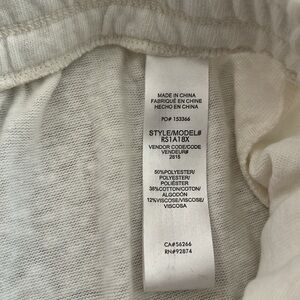 MADE IN CHINA
FABRIQUÉ EN CHINE
HECHO EN CHINA
PO# 153366
STYLE/MODEL#
RS1A18X
VENDOR CODE/CODE
VENDEUR#
2815
50%POLYESTER/
POLYESTER/
POLIÉSTER
38%COTTON/COTON/
ALGODÓN
12%VISCOSE/VISCOSE/
VISCOSA
CA#56266
RN#92874